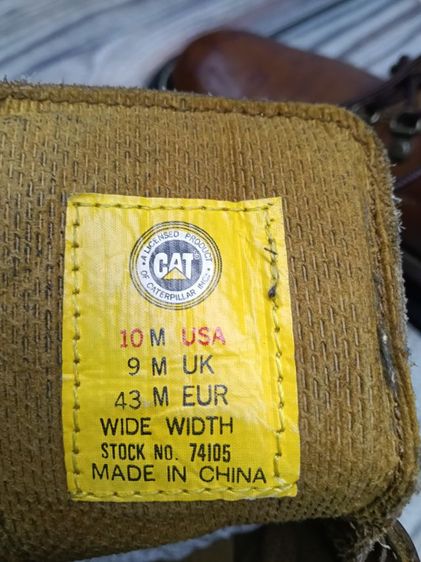 A LICENSED PRODUCT
CAT
OF CATERPILLAR INC.
10 M USA
9 M UK
43 M EUR
WIDE WIDTH
STOCK NO. 74105
MADE IN CHINA